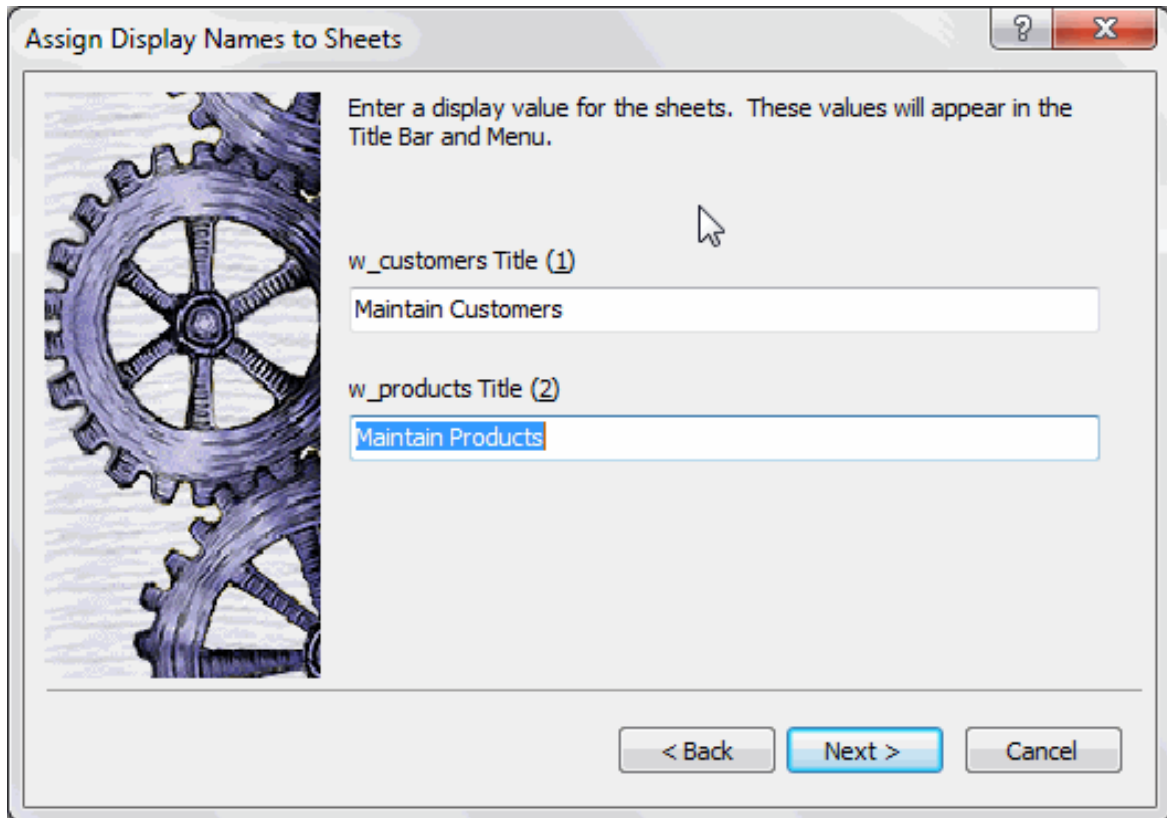 Assign Display Names to Sheets
Enter a display value for the sheets.  These values will appear in the
Title Bar and Menu.
w_customers Title (1)
Maintain Customers
w_products Title (2)
Maintain Products
< Back
Next >
Cancel